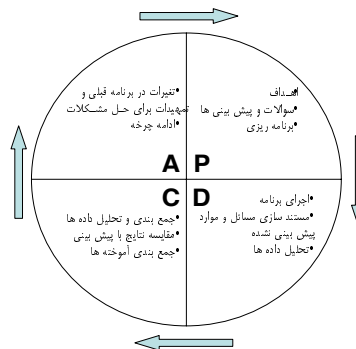 •اهداف
•سوالات و پیش بینی ها
•برنامه ریزی
•تغیرات در برنامه قبلی و
تمهیدات برای حل مشکلات
•ادامه چرخه
A P
C D
•اجرای برنامه
•مستند سازی مسائل و موارد
پیش بینی نشده
•تحلیل داده ها
•جمع بندی و تحلیل داده ها
•مقایسه نتایج با پیش بینی
•جمع بندی آموخته ها